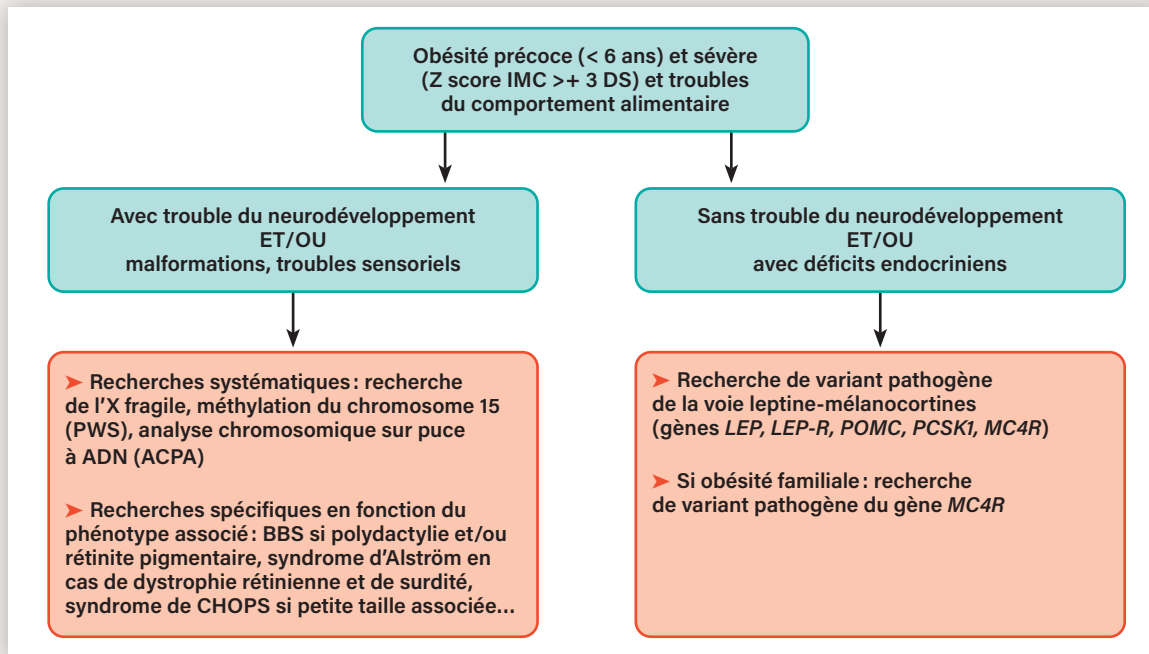 Obésité précoce (< 6 ans) et sévère
(Z score IMC >+ 3 DS) et troubles
du comportement alimentaire
Avec trouble du neurodéveloppement
ET/OU
malformations, troubles sensoriels
Sans trouble du neurodéveloppement
ET/OU
avec déficits endocriniens
➤ Recherches systématiques : recherche
de l'X fragile, méthylation du chromosome 15
(PWS), analyse chromosomique sur puce
à ADN (ACPA)
➤ Recherches spécifiques en fonction du
phénotype associé : BBS si polydactylie et/ou
rétinite pigmentaire, syndrome d'Alström en
cas de dystrophie rétinienne et de surdité,
syndrome de CHOPS si petite taille associée...
➤ Recherche de variant pathogène
de la voie leptine-mélanocortines
(gènes LEP, LEP-R, POMC, PCSK1, MC4R)
➤ Si obésité familiale : recherche
de variant pathogène du gène MC4R